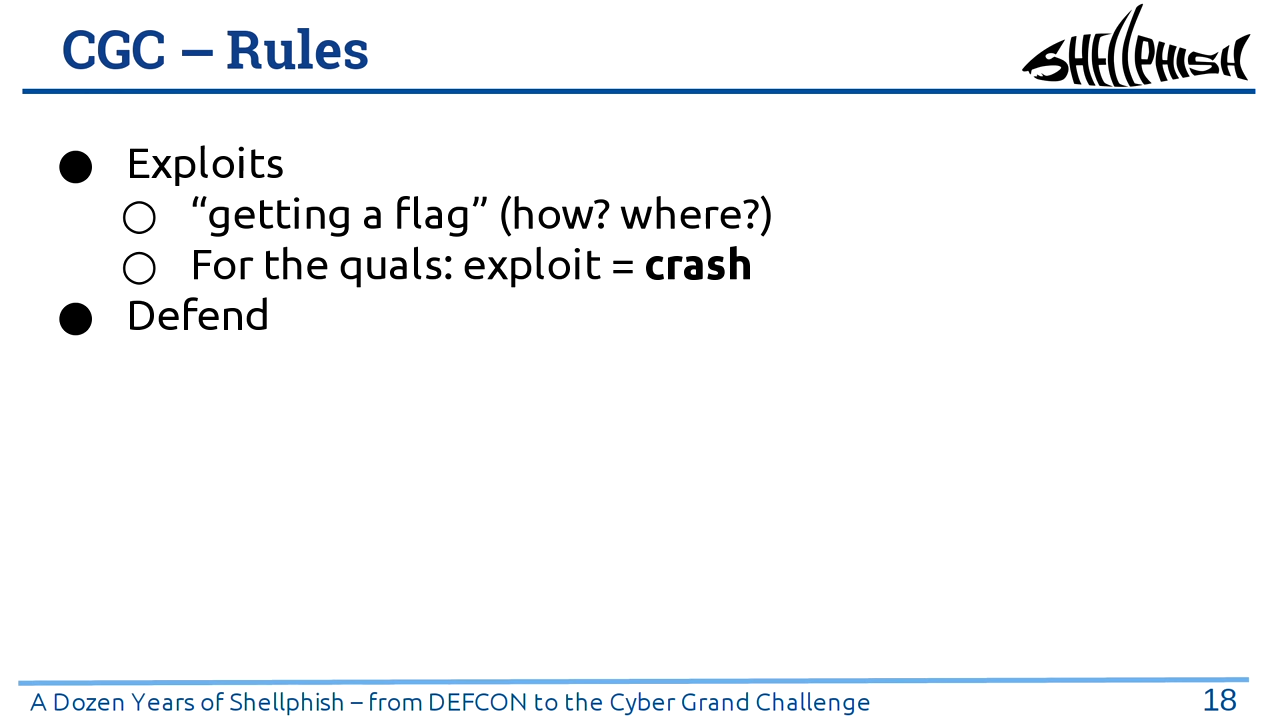 CGC – Rules
SHELLPHISH
● Exploits
○ “getting a flag” (how? where?)
○ For the quals: exploit = crash
● Defend
A Dozen Years of Shellphish – from DEFCON to the Cyber Grand Challenge
18